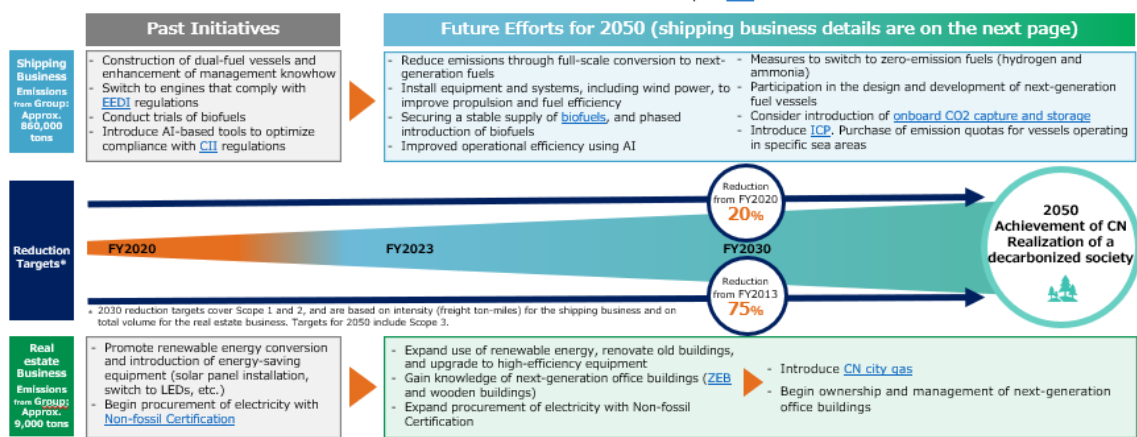 Past Initiatives
Future Efforts for 2050 (shipping business details are on the next page)
Shipping
Business
Emissions
from Group:
Approx.
860,000
tons
- Construction of dual-fuel vessels and
enhancement of management knowhow
- Switch to engines that comply with
EEDI regulations
- Conduct trials of biofuels
- Introduce AI-based tools to optimize
compliance with CII regulations
- Reduce emissions through full-scale conversion to next-
generation fuels
- Install equipment and systems, including wind power, to
improve propulsion and fuel efficiency
- Securing a stable supply of biofuels, and phased
introduction of biofuels
- Improved operational efficiency using AI
- Measures to switch to zero-emission fuels (hydrogen and
ammonia)
- Participation in the design and development of next-generation
fuel vessels
- Consider introduction of onboard CO2 capture and storage
- Introduce ICP. Purchase of emission quotas for vessels operating
in specific sea areas
Reduction
Targets*
Reduction
from FY2020
20%
FY2020
FY2023
FY2030
2050
Achievement of CN
Realization of a
decarbonized society
Reduction
from FY2013
75%
* 2030 reduction targets cover Scope 1 and 2, and are based on intensity (freight ton-miles) for the shipping business and on
total volume for the real estate business. Targets for 2050 include Scope 3.
Real
estate
Business
Emissions
from Group:
Approx.
9,000 tons
- Promote renewable energy conversion
and introduction of energy-saving
equipment (solar panel installation,
switch to LEDs, etc.)
- Begin procurement of electricity with
Non-fossil Certification
- Expand use of renewable energy, renovate old buildings,
and upgrade to high-efficiency equipment
- Gain knowledge of next-generation office buildings (ZEB
and wooden buildings)
- Expand procurement of electricity with Non-fossil
Certification
- Introduce CN city gas
- Begin ownership and management of next-generation
office buildings